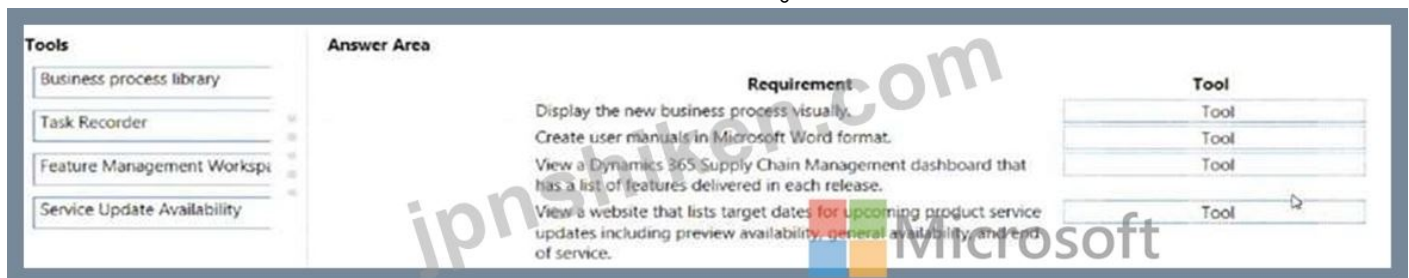 Tools
Answer Area
Business process library
Task Recorder
Feature Management Workspa
Service Update Availability
Requirement
Tool
Display the new business process visually.
Tool
Create user manuals in Microsoft Word format.
Tool
View a Dynamics 365 Supply Chain Management dashboard that
has a list of features delivered in each release.
Tool
View a website that lists target dates for upcoming product service
updates including preview availability, general availability, and end
of service.
Tool
jpnshiken.com
Microsoft